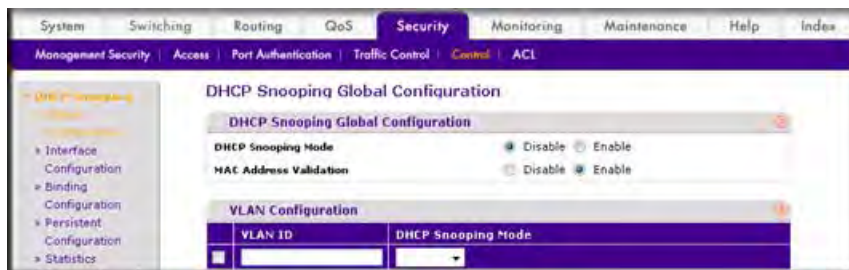 System Switching Routing QoS Security Monitoring Maintenance Help Index
Management Security Access Port Authentication Traffic Control Control ACL
DHCP Snooping
DHCP Snooping Global Configuration
DHCP Snooping Global Configuration
DHCP Snooping Mode Disable Enable
MAC Address Validation Disable Enable
» Interface
Configuration
» Binding
Configuration
» Persistent
Configuration
» Statistics
VLAN Configuration
VLAN ID DHCP Snooping Mode